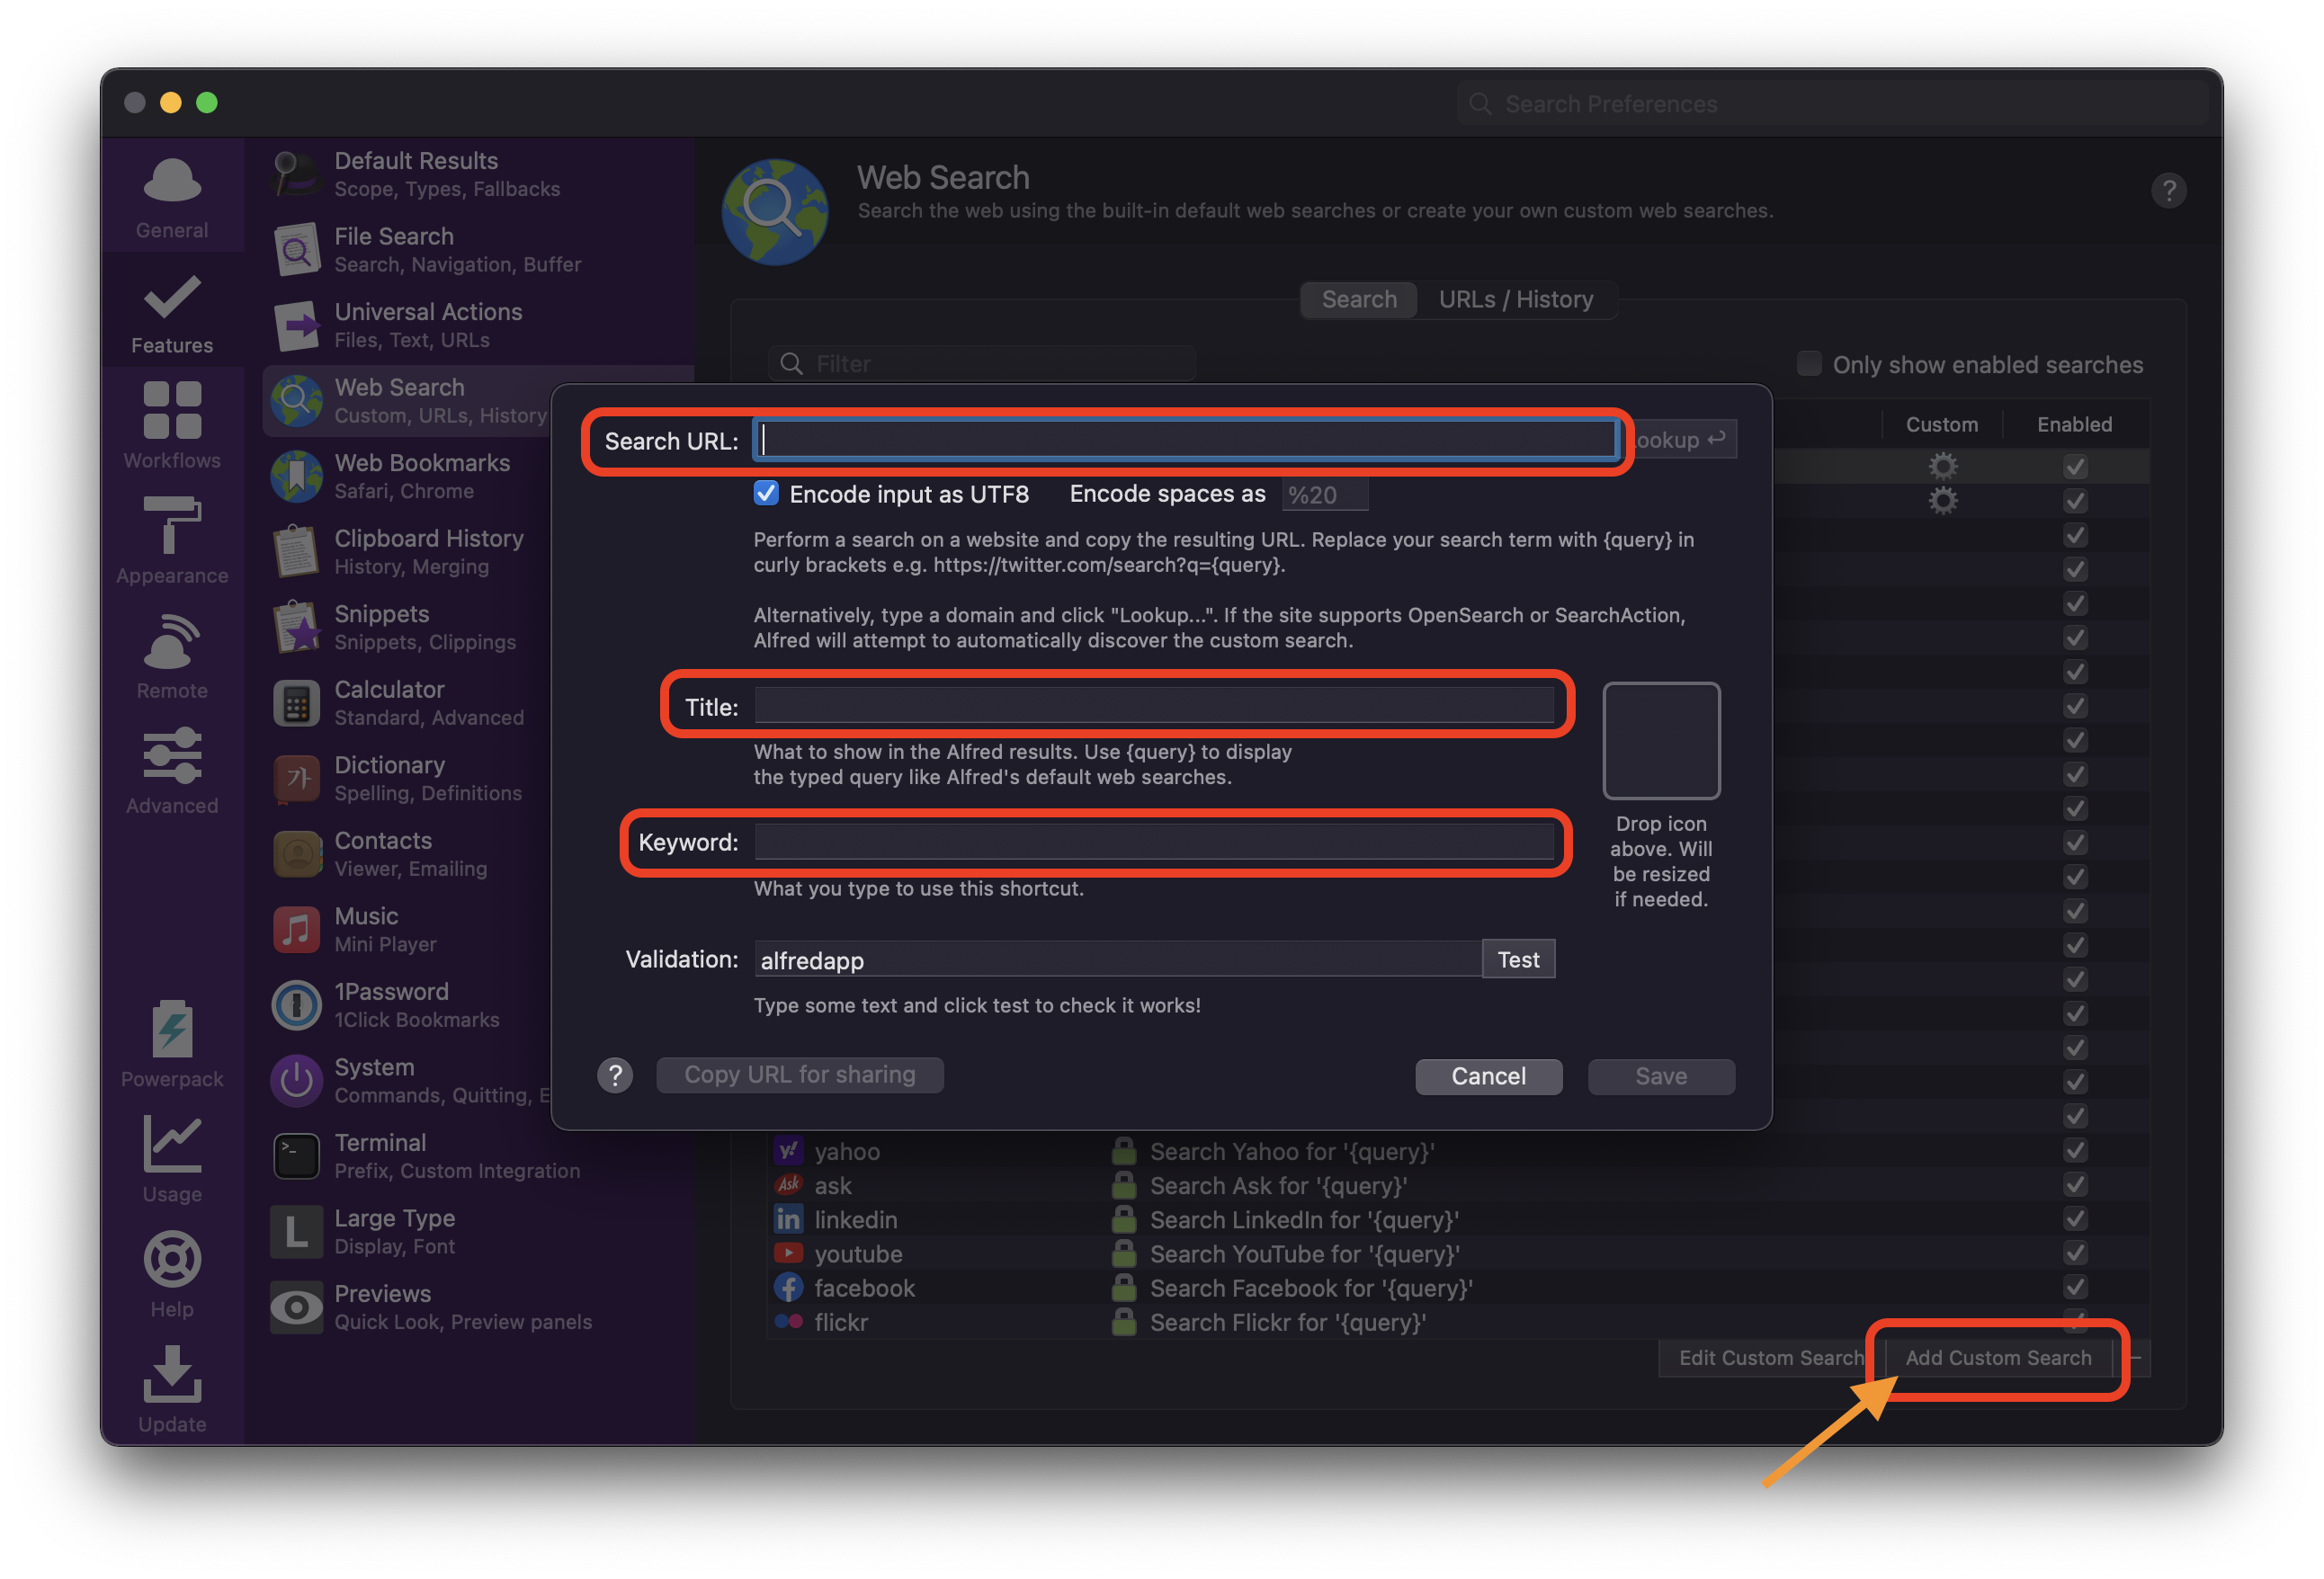 Search Preferences
General
Features
Workflows
Appearance
Remote
Advanced
Powerpack
Usage
Help
Update
Default Results
Scope, Types, Fallbacks
File Search
Search, Navigation, Buffer
Universal Actions
Files, Text, URLs
Web Search
Custom, URLs, History
Web Bookmarks
Safari, Chrome
Clipboard History
History, Merging
Snippets
Snippets, Clippings
Calculator
Standard, Advanced
가
Dictionary
Spelling, Definitions
Contacts
Viewer, Emailing
Music
Mini Player
1Password
1Click Bookmarks
System
Commands, Quitting, E
>_
Terminal
Prefix, Custom Integration
L
Large Type
Display, Font
Previews
Quick Look, Preview panels
Web Search
Search the web using the built-in default web searches or create your own custom web searches.
?
Search
URLs / History
Filter
Only show enabled searches
Custom
Enabled
Search URL:
ookup
Encode input as UTF8
Encode spaces as
%20
Perform a search on a website and copy the resulting URL. Replace your search term with {query} in
curly brackets e.g. https://twitter.com/search?q={query}.
Alternatively, type a domain and click "Lookup...". If the site supports OpenSearch or SearchAction,
Alfred will attempt to automatically discover the custom search.
Title:
What to show in the Alfred results. Use {query} to display
the typed query like Alfred's default web searches.
Keyword:
What you type to use this shortcut.
Drop icon
above. Will
be resized
if needed.
Validation:
alfredapp
Test
Type some text and click test to check it works!
?
Copy URL for sharing
Cancel
Save
y! yahoo Search Yahoo for '{query}'
Ask ask Search Ask for '{query}'
in linkedin Search LinkedIn for '{query}'
youtube Search YouTube for '{query}'
f facebook Search Facebook for '{query}'
flickr Search Flickr for '{query}'
Edit Custom Search
Add Custom Search